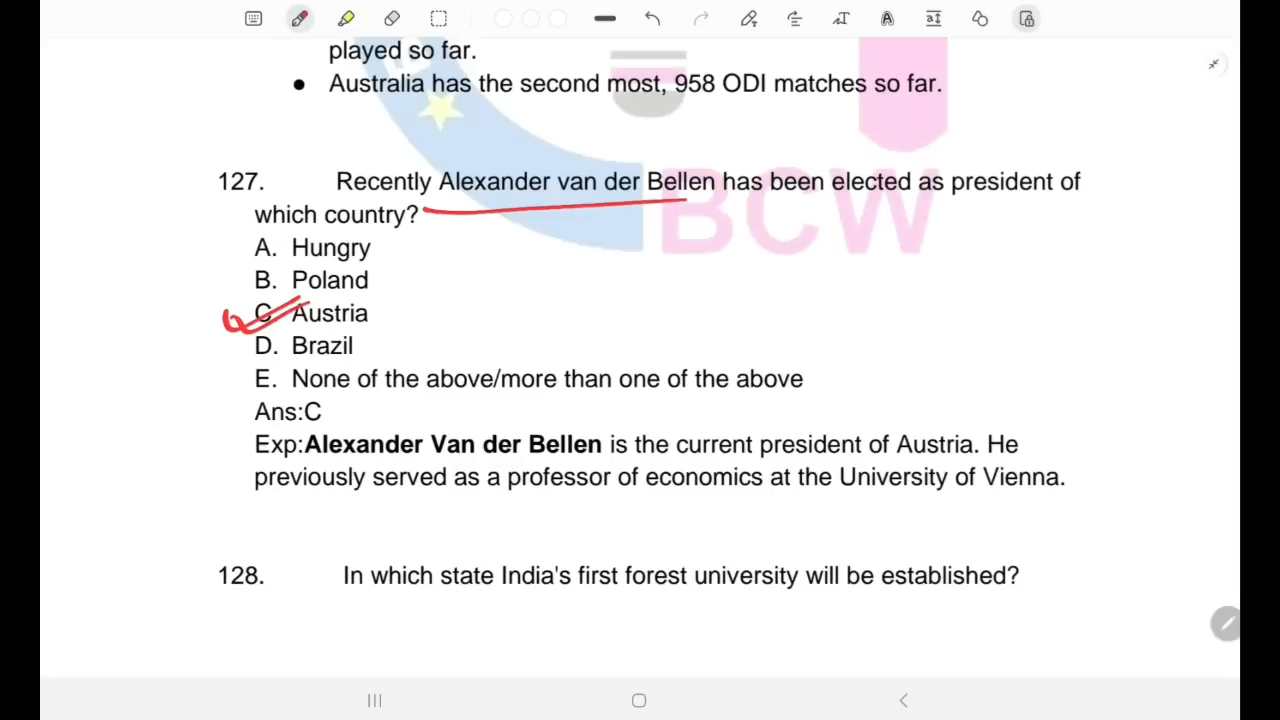 played so far.
● Australia has the second most, 958 ODI matches so far.
BCW
127. Recently Alexander van der Bellen has been elected as president of
which country?
A. Hungry
B. Poland
C. Austria
D. Brazil
E. None of the above/more than one of the above
Ans:C
Exp:Alexander Van der Bellen is the current president of Austria. He
previously served as a professor of economics at the University of Vienna.
128. In which state India's first forest university will be established?